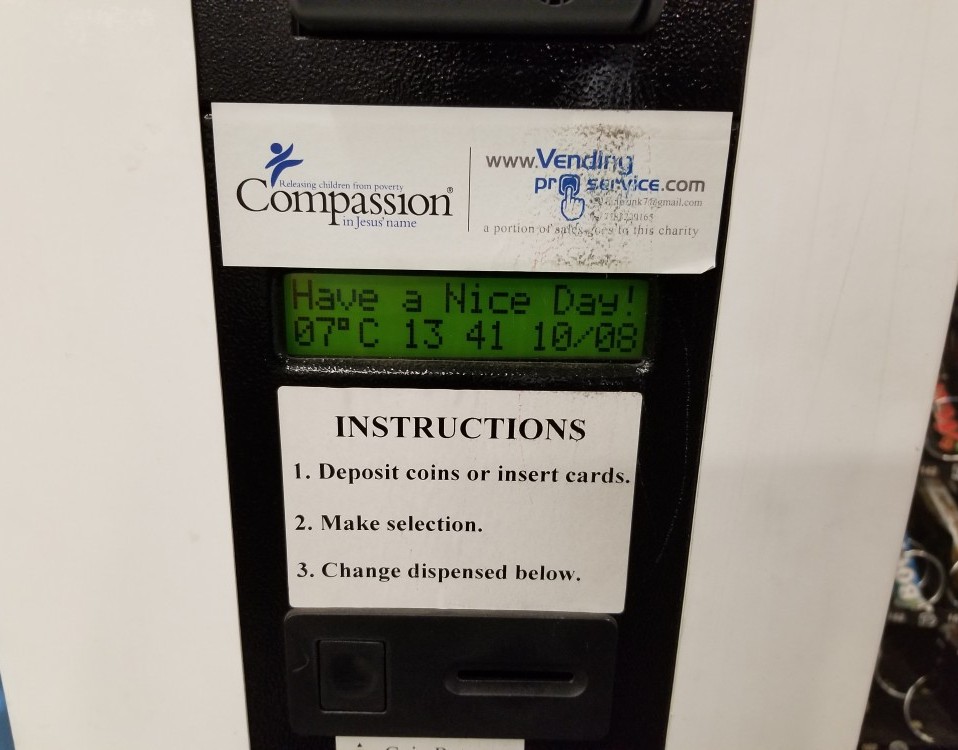 Releasing children from poverty
Compassion®
in Jesus' name
www.Vending
pro service.com
gmail.com
a portion of sales goes to this charity
Have a Nice Day!
07°C 13 41 10/08
INSTRUCTIONS
1. Deposit coins or insert cards.
2. Make selection.
3. Change dispensed below.